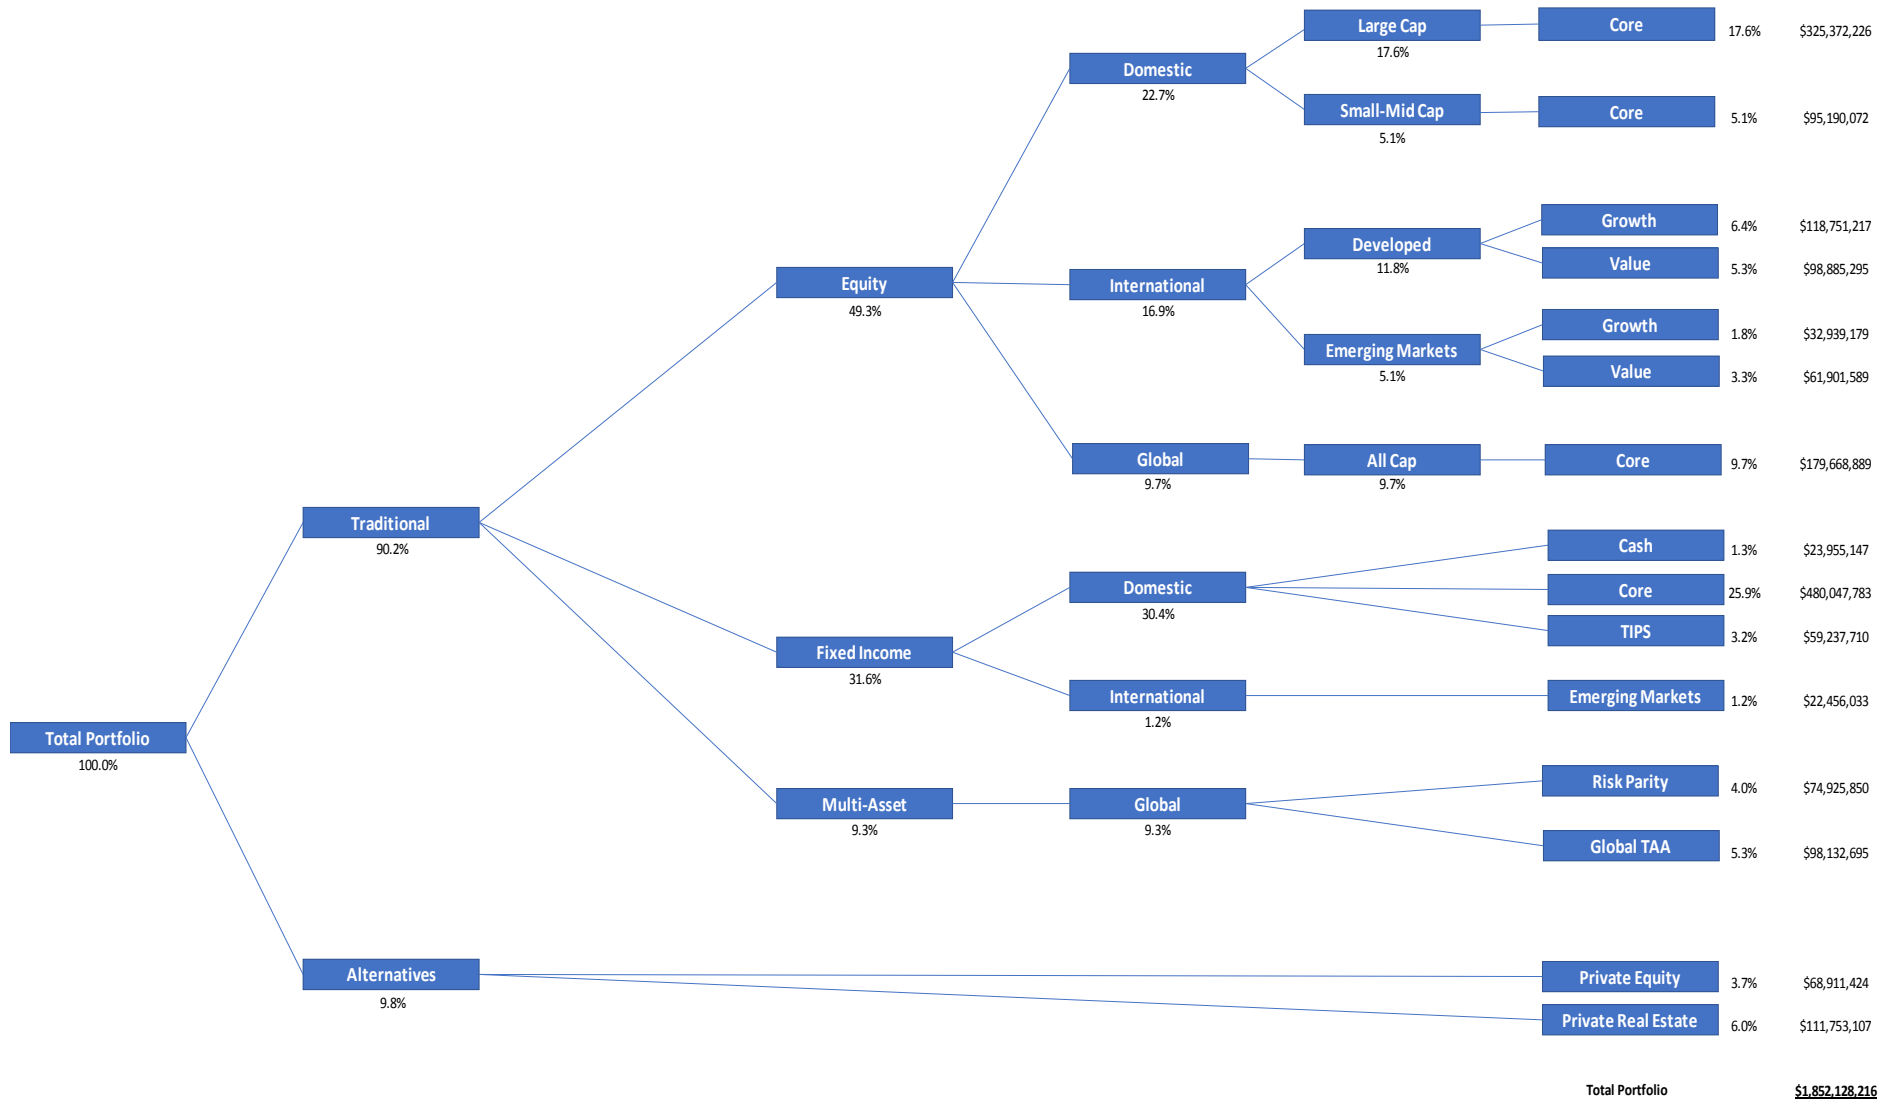 Large Cap
17.6%
Core
17.6% $325,372,226
Domestic
22.7%
Small-Mid Cap
5.1%
Core
5.1% $95,190,072
Growth
6.4% $118,751,217
Developed
11.8%
Value
5.3% $98,885,295
Equity
49.3%
International
16.9%
Growth
1.8% $32,939,179
Emerging Markets
5.1%
Value
3.3% $61,901,589
Global
9.7%
All Cap
9.7%
Core
9.7% $179,668,889
Traditional
90.2%
Cash
1.3% $23,955,147
Domestic
30.4%
Core
25.9% $480,047,783
TIPS
3.2% $59,237,710
Fixed Income
31.6%
International
1.2%
Emerging Markets
1.2% $22,456,033
Total Portfolio
100.0%
Risk Parity
4.0% $74,925,850
Multi-Asset
9.3%
Global
9.3%
Global TAA
5.3% $98,132,695
Alternatives
9.8%
Private Equity
3.7% $68,911,424
Private Real Estate
6.0% $111,753,107
Total Portfolio $1,852,128,216